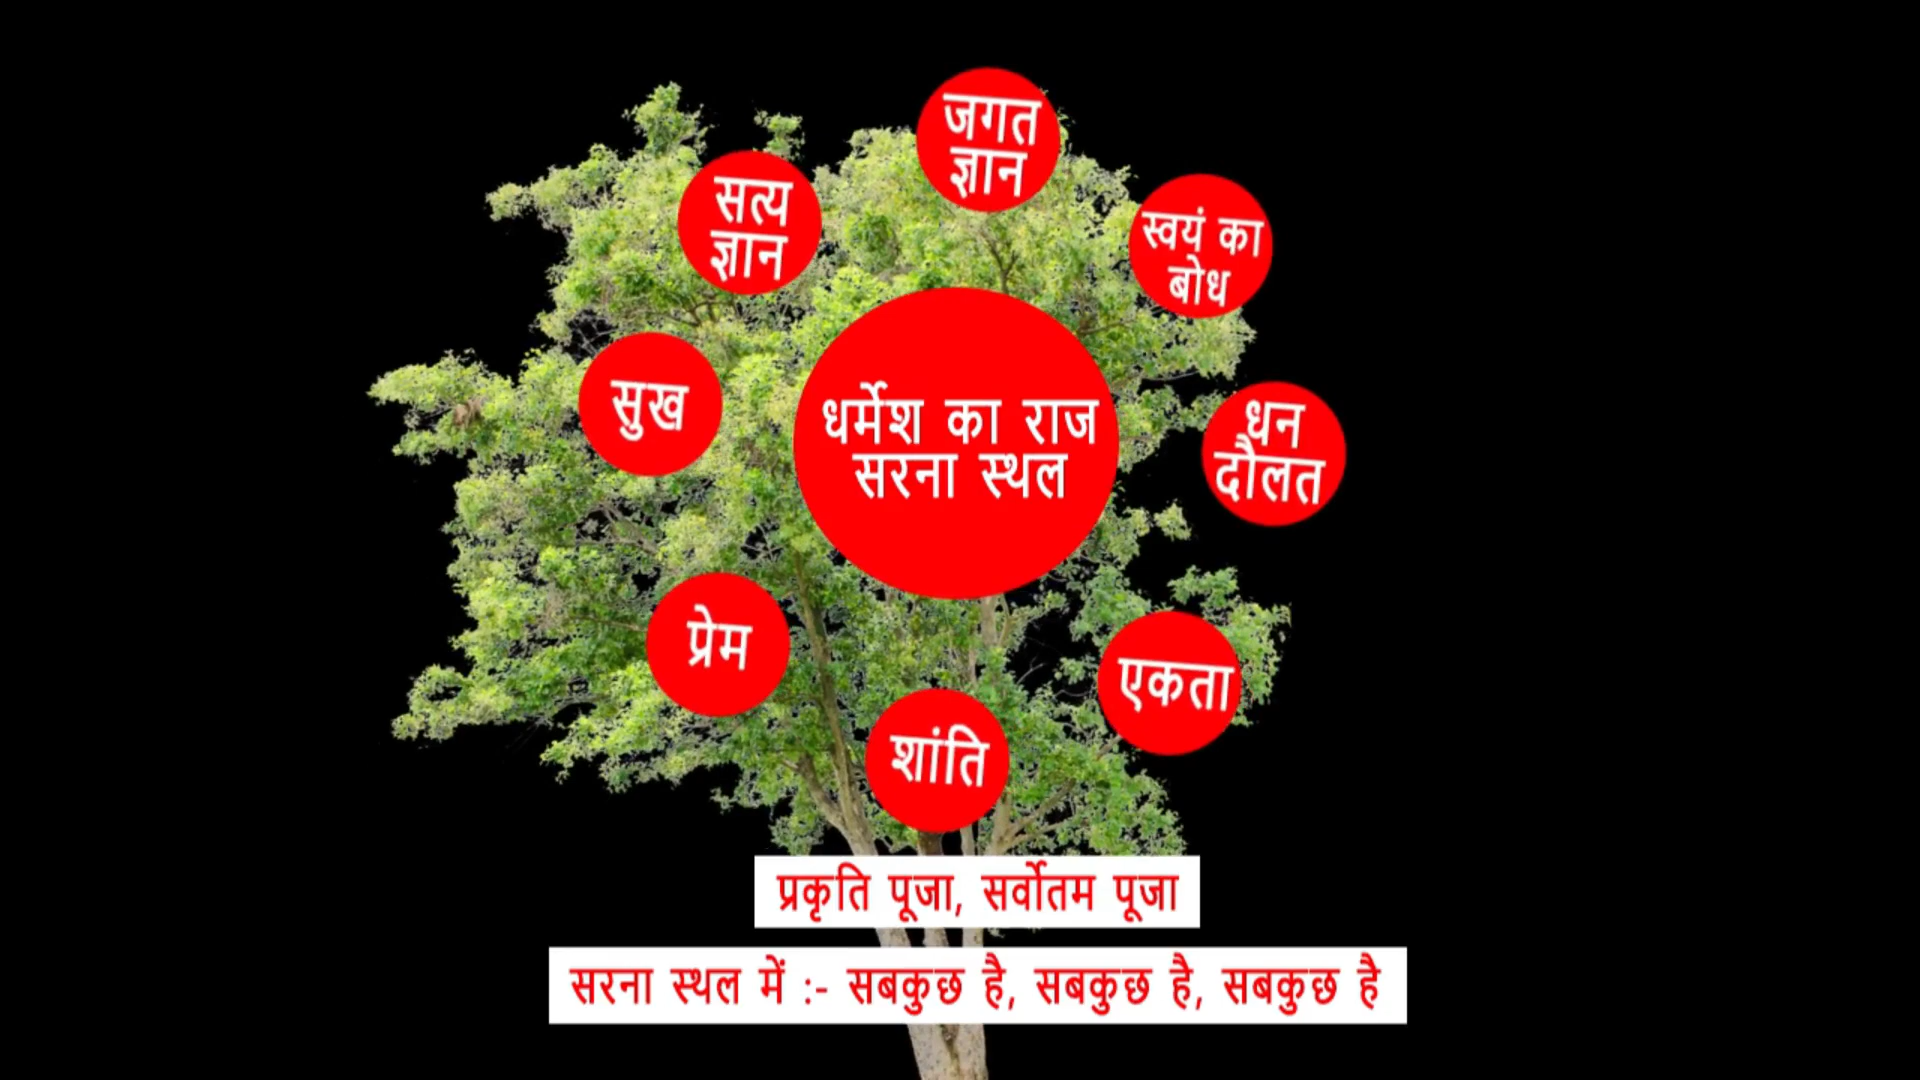 जगत
ज्ञान
सत्य
ज्ञान
स्वयं का
बोध
सुख
धर्मेश का राज
सरना स्थल
धन
दौलत
प्रेम
एकता
शांति
प्रकृति पूजा, सर्वोतम पूजा
सरना स्थल में :- सबकुछ है, सबकुछ है, सबकुछ है